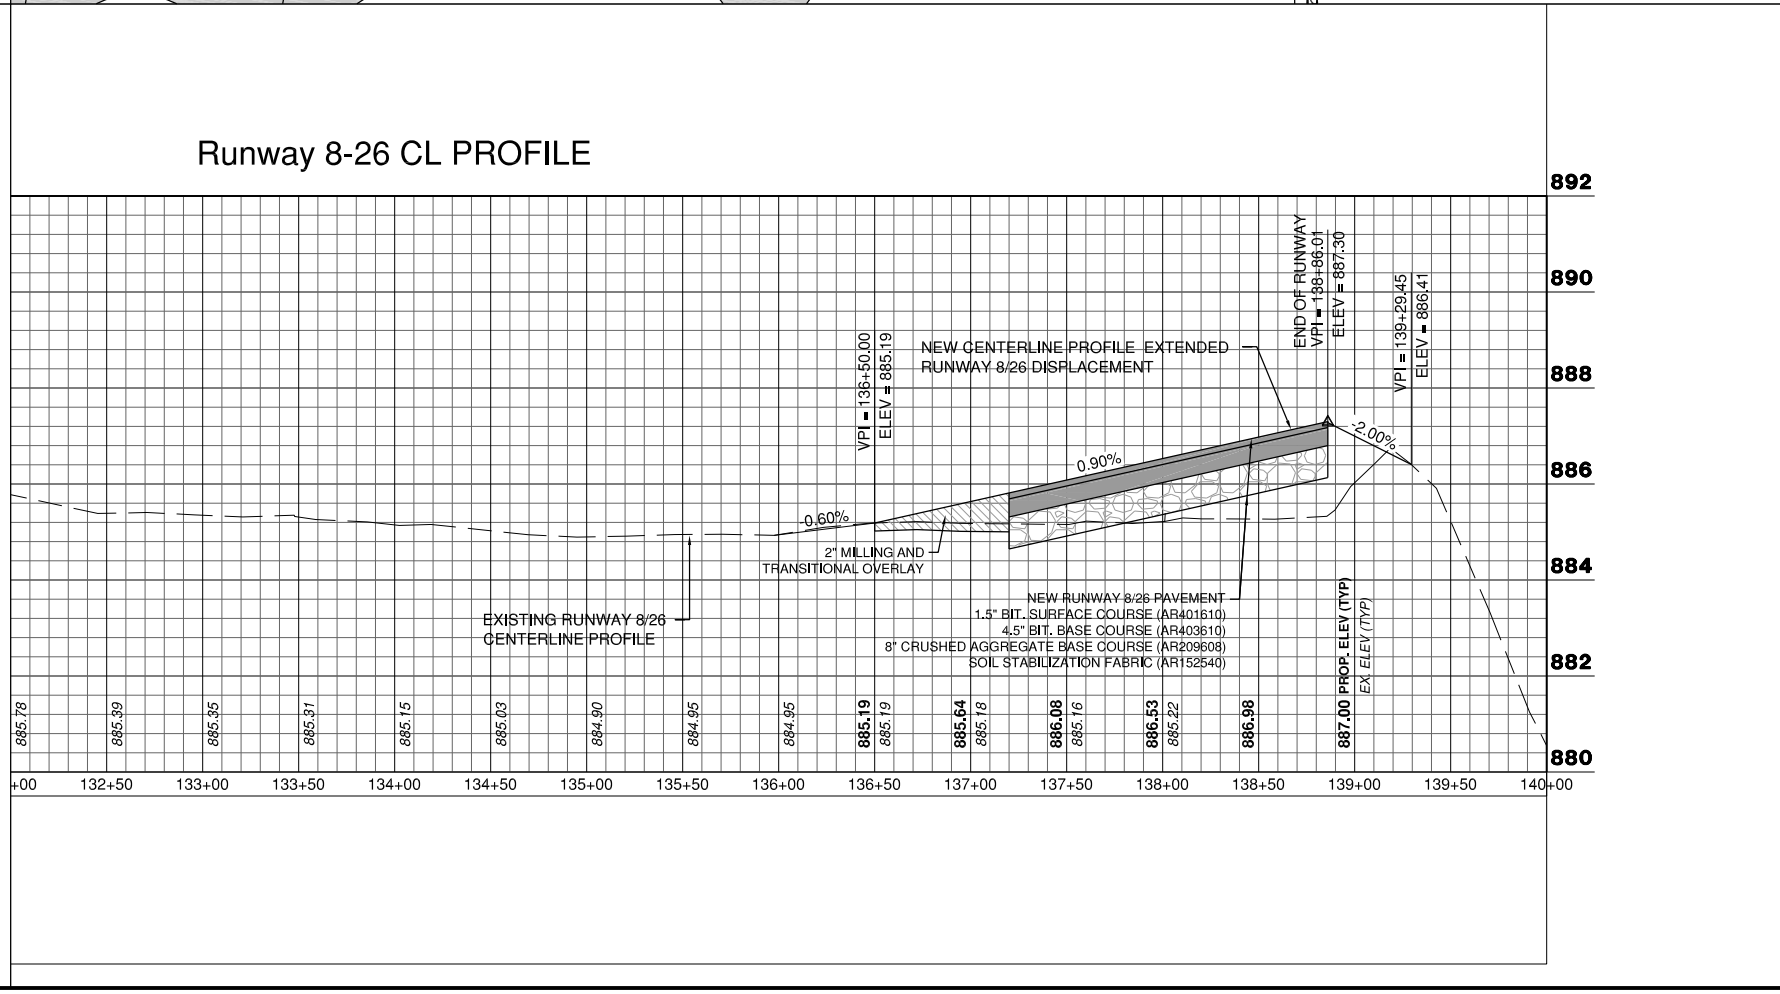 Runway 8-26 CL PROFILE
892
890
888
886
884
882
880
END OF RUNWAY
VPI = 138+86.01
ELEV = 887.30
VPI = 139+29.45
ELEV = 886.41
VPI = 136+50.00
ELEV = 885.19
NEW CENTERLINE PROFILE EXTENDED
RUNWAY 8/26 DISPLACEMENT
-2.00%
0.90%
-0.60%
2" MILLING AND
TRANSITIONAL OVERLAY
EXISTING RUNWAY 8/26
CENTERLINE PROFILE
NEW RUNWAY 8/26 PAVEMENT
1.5" BIT. SURFACE COURSE (AR401610)
4.5" BIT. BASE COURSE (AR403610)
8" CRUSHED AGGREGATE BASE COURSE (AR209608)
SOIL STABILIZATION FABRIC (AR152540)
885.78
885.39
885.35
885.31
885.15
885.03
884.90
884.95
884.95
885.19
885.19
885.64
885.18
886.08
885.16
886.53
885.22
886.98
887.00 PROP. ELEV (TYP)
EX. ELEV (TYP)
+00
132+50
133+00
133+50
134+00
134+50
135+00
135+50
136+00
136+50
137+00
137+50
138+00
138+50
139+00
139+50
140+00